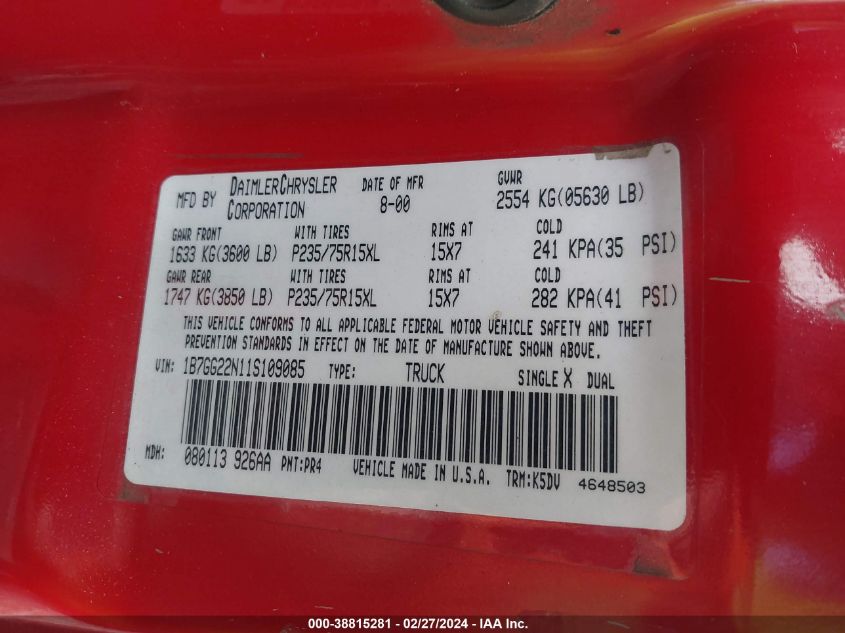 MFD BY DAIMLERCHRYSLER CORPORATION DATE OF MFR 8-00 GVWR 2554 KG(05630 LB)
GAWR FRONT WITH TIRES RIMS AT COLD
1633 KG(3600 LB) P235/75R15XL 15X7 241 KPA(35 PSI)
GAWR REAR WITH TIRES RIMS AT COLD
1747 KG(3850 LB) P235/75R15XL 15X7 282 KPA(41 PSI)
THIS VEHICLE CONFORMS TO ALL APPLICABLE FEDERAL MOTOR VEHICLE SAFETY AND THEFT
PREVENTION STANDARDS IN EFFECT ON THE DATE OF MANUFACTURE SHOWN ABOVE.
VIN: 1B7GG22N11S109085 TYPE: TRUCK SINGLE X DUAL
MDH: 080113 926AA PNT:PR4 VEHICLE MADE IN U.S.A. TRM:K5DV 4648503
000-38815281 - 02/27/2024 - IAA Inc.